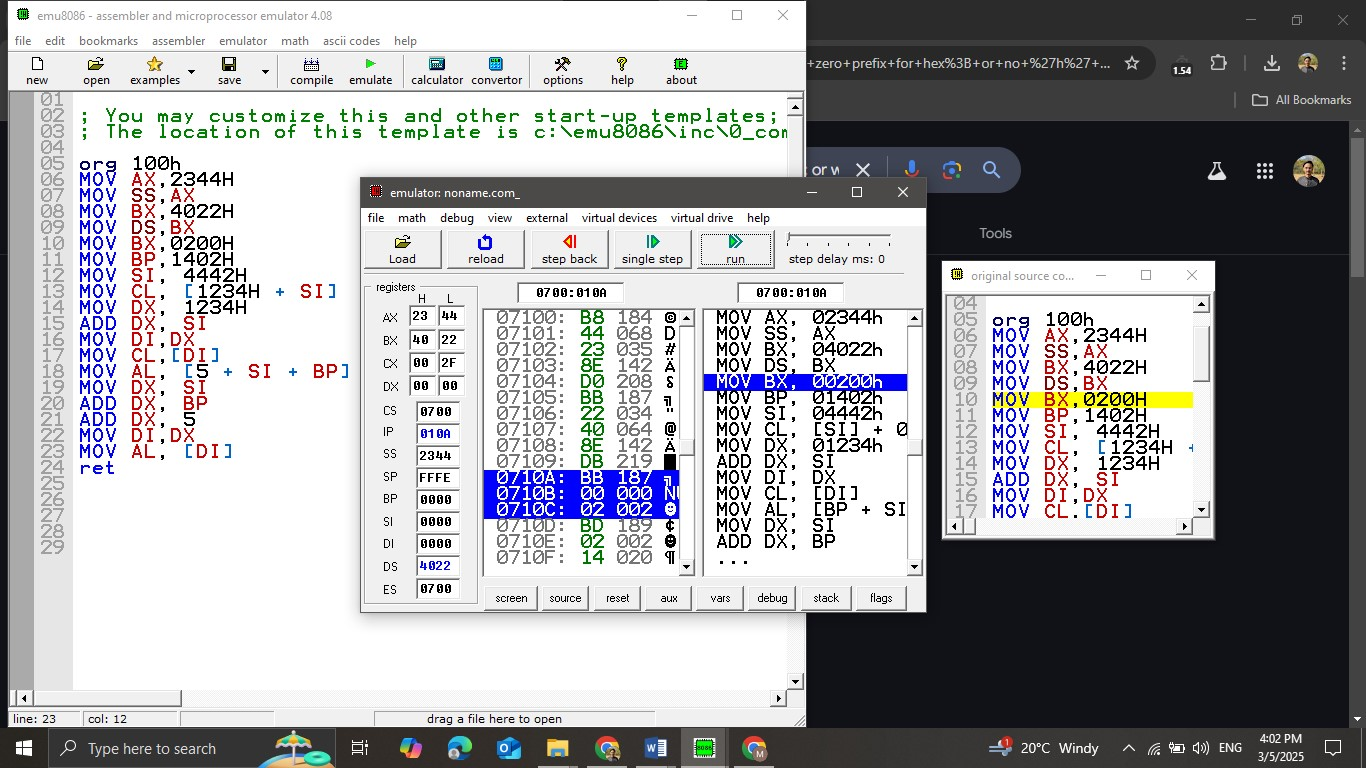 emu8086 - assembler and microprocessor emulator 4.08
file edit bookmarks assembler emulator math ascii codes help
new open examples save compile emulate calculator convertor options help about
01
02 ; You may customize this and other start-up templates;
03 ; The location of this template is c:\emu8086\inc\0_com
04
05 org 100h
06 MOV AX,2344H
07 MOV SS,AX
08 MOV BX,4022H
09 MOV DS,BX
10 MOV BX,0200H
11 MOV BP,1402H
12 MOV SI, 4442H
13 MOV CL, [1234H + SI]
14 MOV DX, 1234H
15 ADD DX, SI
16 MOV DI,DX
17 MOV CL,[DI]
18 MOV AL, [5 + SI + BP]
19 MOV DX, SI
20 ADD DX, BP
21 ADD DX, 5
22 MOV DI,DX
23 MOV AL, [DI]
24 ret
25
26
27
28
29
line: 23 col: 12 drag a file here to open
+ zero+prefix+for+hex%3B+or+no+%27h%27+...
1.54
All Bookmarks
or w
Tools
emulator: noname.com_
file math debug view external virtual devices virtual drive help
Load reload step back single step run step delay ms: 0
registers
H L
AX 23 44
BX 40 22
CX 00 2F
DX 00 00
CS 0700
IP 010A
SS 2344
SP FFFE
BP 0000
SI 0000
DI 0000
DS 4022
ES 0700
0700:010A
07100: B8 184 @
07101: 44 068 D
07102: 23 035 #
07103: 8E 142 Ä
07104: D0 208
07105: BB 187 ╗
07106: 22 034 "
07107: 40 064 @
07108: 8E 142 Ä
07109: DB 219 █
0710A: BB 187 ╗
0710B: 00 000 NU
0710C: 02 002 ☻
0710D: BD 189 ¢
0710E: 02 002 ☻
0710F: 14 020 ¶
0700:010A
MOV AX, 02344h
MOV SS, AX
MOV BX, 04022h
MOV DS, BX
MOV BX, 00200h
MOV BP, 01402h
MOV SI, 04442h
MOV CL, [SI] + 0
MOV DX, 01234h
ADD DX, SI
MOV DI, DX
MOV CL, [DI]
MOV AL, [BP + SI
MOV DX, SI
ADD DX, BP
...
screen source reset aux vars debug stack flags
original source co...
04
05 org 100h
06 MOV AX,2344H
07 MOV SS,AX
08 MOV BX,4022H
09 MOV DS,BX
10 MOV BX,0200H
11 MOV BP,1402H
12 MOV SI, 4442H
13 MOV CL, [1234H +
14 MOV DX, 1234H
15 ADD DX, SI
16 MOV DI,DX
17 MOV CL,[DI]
Type here to search
8086
M
1
20°C Windy
ENG
4:02 PM
3/5/2025